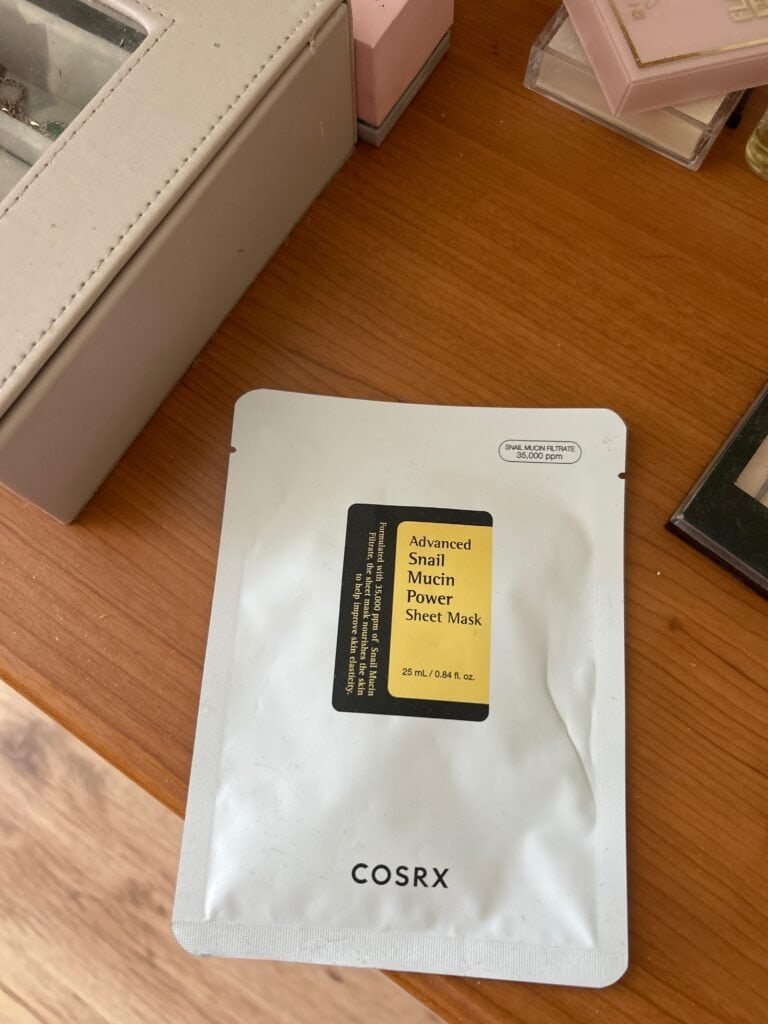 SNAIL MUCIN FILTRATE
35,000 ppm
Advanced
Snail
Mucin
Power
Sheet Mask
25 mL / 0.84 fl. oz.
Formulated with 35,000 ppm of Snail Mucin
Filtrate, the sheet mask nourishes the skin
to help improve skin elasticity.
COSRX